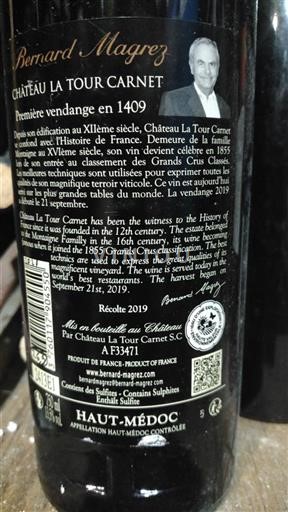 Bernard Magrez
CHÂTEAU LA TOUR CARNET
Première vendange en 1409
Depuis son édification au XIIème siècle, Château La Tour Carnet
se confond avec l'Histoire de France. Demeure de la famille
Montaigne au XVIème siècle, son vin devient célèbre en 1855
lors de son entrée au classement des Grands Crus Classés.
Les meilleures techniques sont utilisées pour exprimer toutes les
qualités de son magnifique terroir viticole. Ce vin est aujourd'hui
servi sur les plus grandes tables du monde. La vendange 2019
a débuté le 21 septembre.
Château La Tour Carnet has been the witness to the History of
France since it was founded in the 12th century. The estate belonged
to the Montaigne Familly in the 16th century, its wine becoming
famous when it joined the 1855 Grand Crus classification. The best
technics are used to express the great qualities of its
magnificent vineyard. The wine is served today in the
world's best restaurants. The harvest began on
September 21st, 2019.
Bernard Magrez
Récolte 2019
Mis en bouteille au Château
Par Château La Tour Carnet S.C
A F33471
PRODUIT DE FRANCE - PRODUCT OF FRANCE
www.bernard-magrez.com
bernardmagrez@bernard-magrez.com
Contient des Sulfites - Contains Sulphites
Enthält Sulfite
HAUT-MÉDOC
APPELLATION HAUT-MÉDOC CONTRÔLÉE